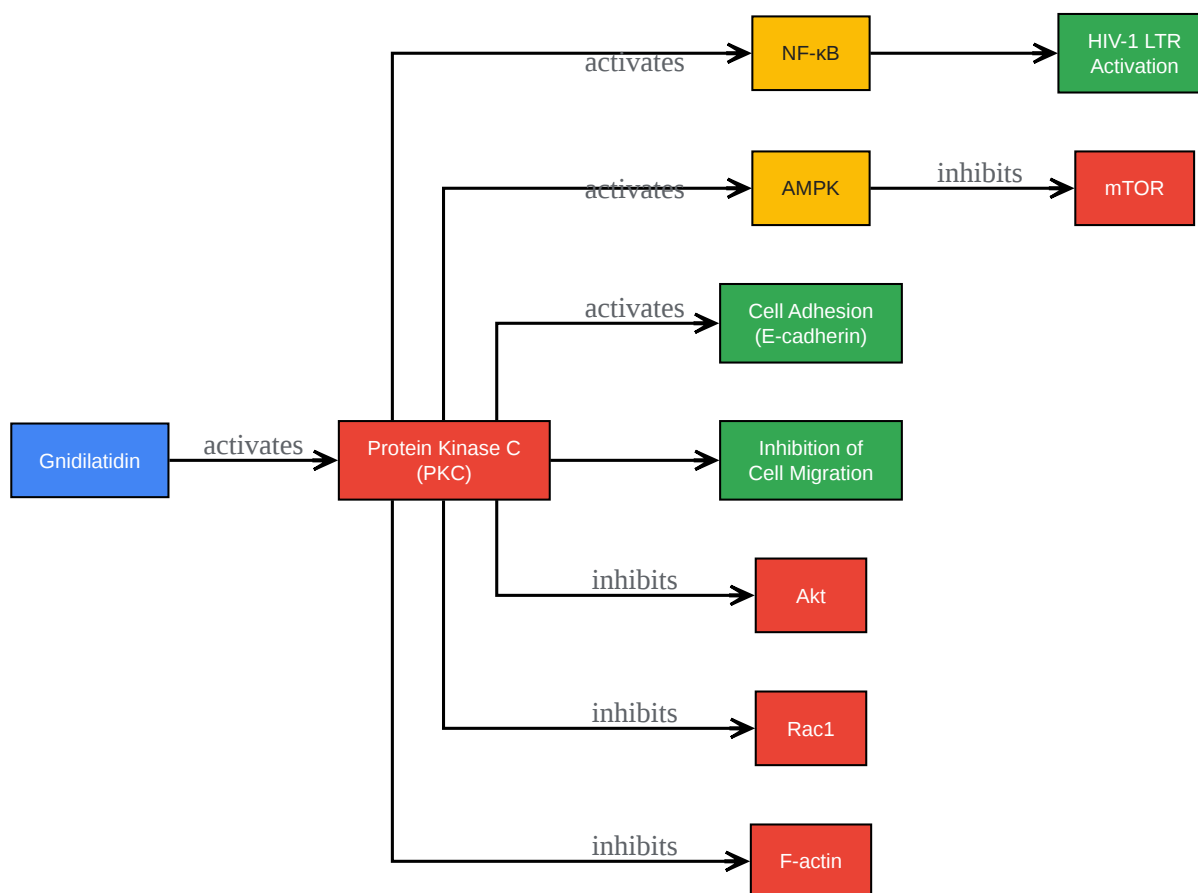 activates
NF-κB
HIV-1 LTR
Activation
activates
AMPK
inhibits
mTOR
activates
Cell Adhesion
(E-cadherin)
Gnidilatidin
activates
Protein Kinase C
(PKC)
Inhibition of
Cell Migration
inhibits
Akt
inhibits
Rac1
inhibits
F-actin